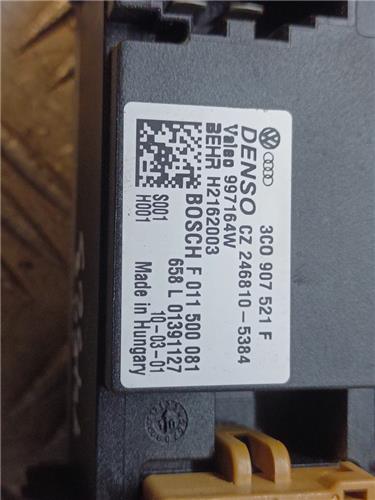 3C0 907 521 F
DENSO CZ 246810 - 5384
Valeo 997164W
BEHR H2162003
BOSCH F 011 500 081
S001
H001
658 L 01391127
10-03-01
Made in Hungary